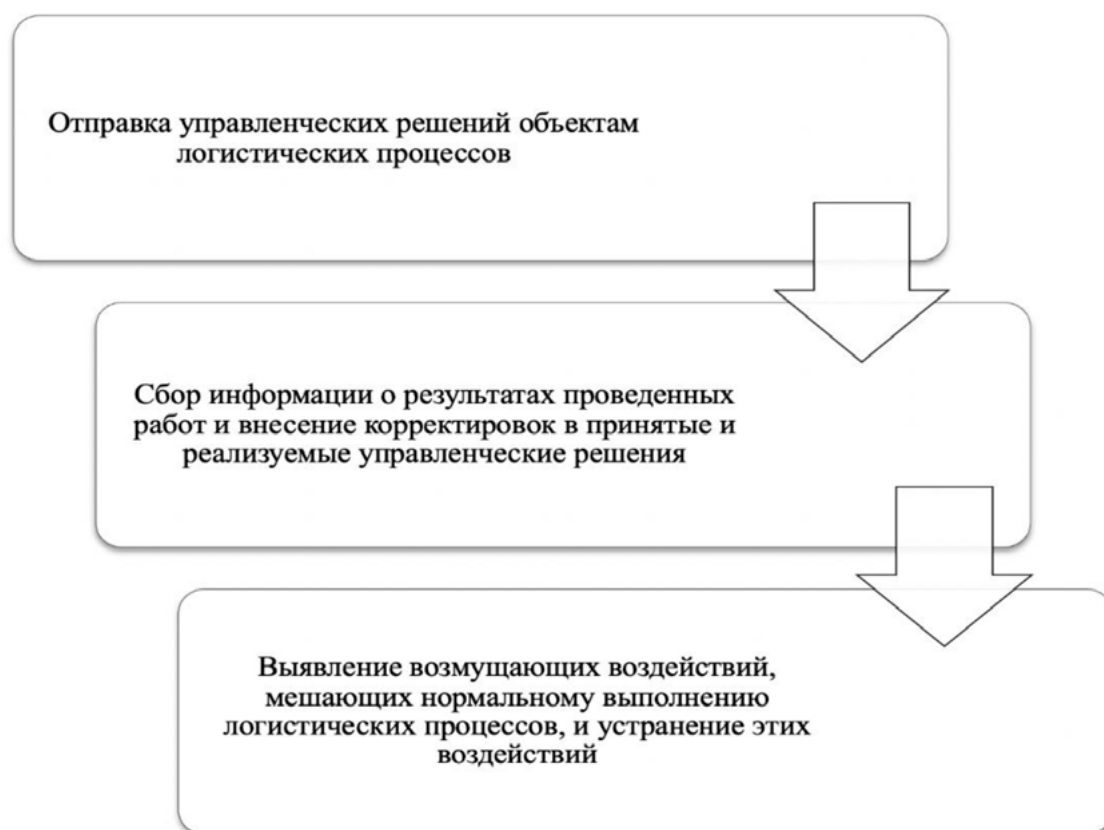 Отправка управленческих решений объектам
логистических процессов
Сбор информации о результатах проведенных
работ и внесение корректировок в принятые и
реализуемые управленческие решения
Выявление возмущающих воздействий,
мешающих нормальному выполнению
логистических процессов, и устранение этих
воздействий